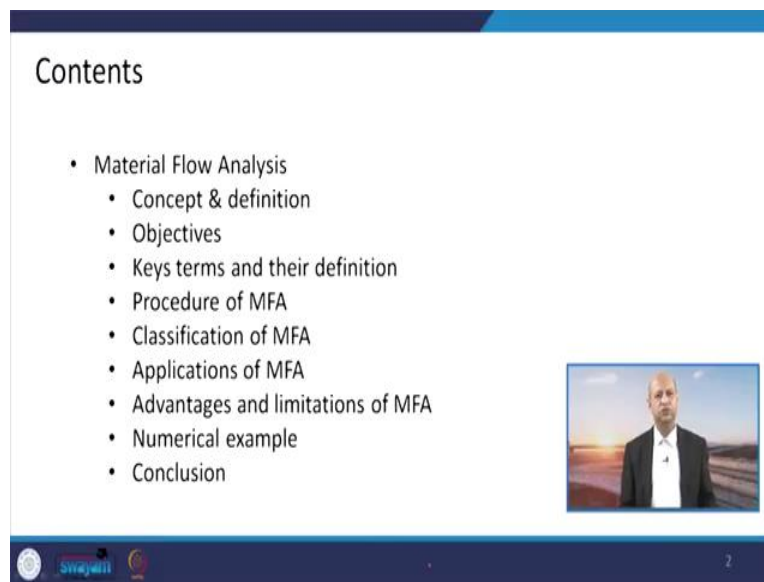 Contents
• Material Flow Analysis
• Concept & definition
• Objectives
• Keys terms and their definition
• Procedure of MFA
• Classification of MFA
• Applications of MFA
• Advantages and limitations of MFA
• Numerical example
• Conclusion
swayam
2